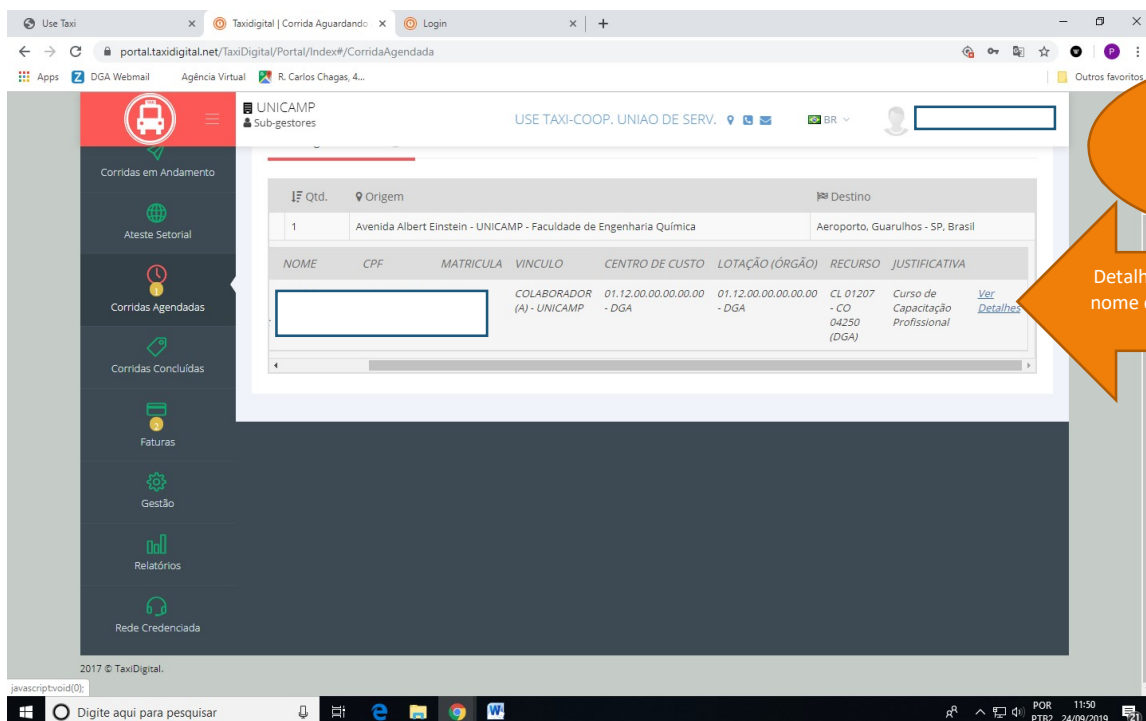 Use Taxi
Taxidigital | Corrida Aguardando
Login
portal.taxidigital.net/TaxiDigital/Portal/Index#/CorridaAgendada
P
Apps
Z DGA Webmail
Agência Virtual
R. Carlos Chagas, 4...
Outros favoritos
UNICAMP
Sub-gestores
USE TAXI-COOP. UNIAO DE SERV.
BR
Corridas em Andamento
Ateste Setorial
1
Corridas Agendadas
Corridas Concluídas
2
Faturas
Gestão
Relatórios
Rede Credenciada
Qtd. Origem Destino
1 Avenida Albert Einstein - UNICAMP - Faculdade de Engenharia Química Aeroporto, Guarulhos - SP, Brasil
NOME CPF MATRICULA VINCULO CENTRO DE CUSTO LOTAÇÃO (ÓRGÃO) RECURSO JUSTIFICATIVA
COLABORADOR 01.12.00.00.00.00.00 01.12.00.00.00.00.00 CL 01207 Curso de Ver
(A) - UNICAMP - DGA - DGA - CO Capacitação Detalhes
04250 Profissional
(DGA)
Detalh
nome
2017 © TaxiDigital.
javascript:void(0);
Digite aqui para pesquisar
POR 11:50
PTB2 24/09/2019